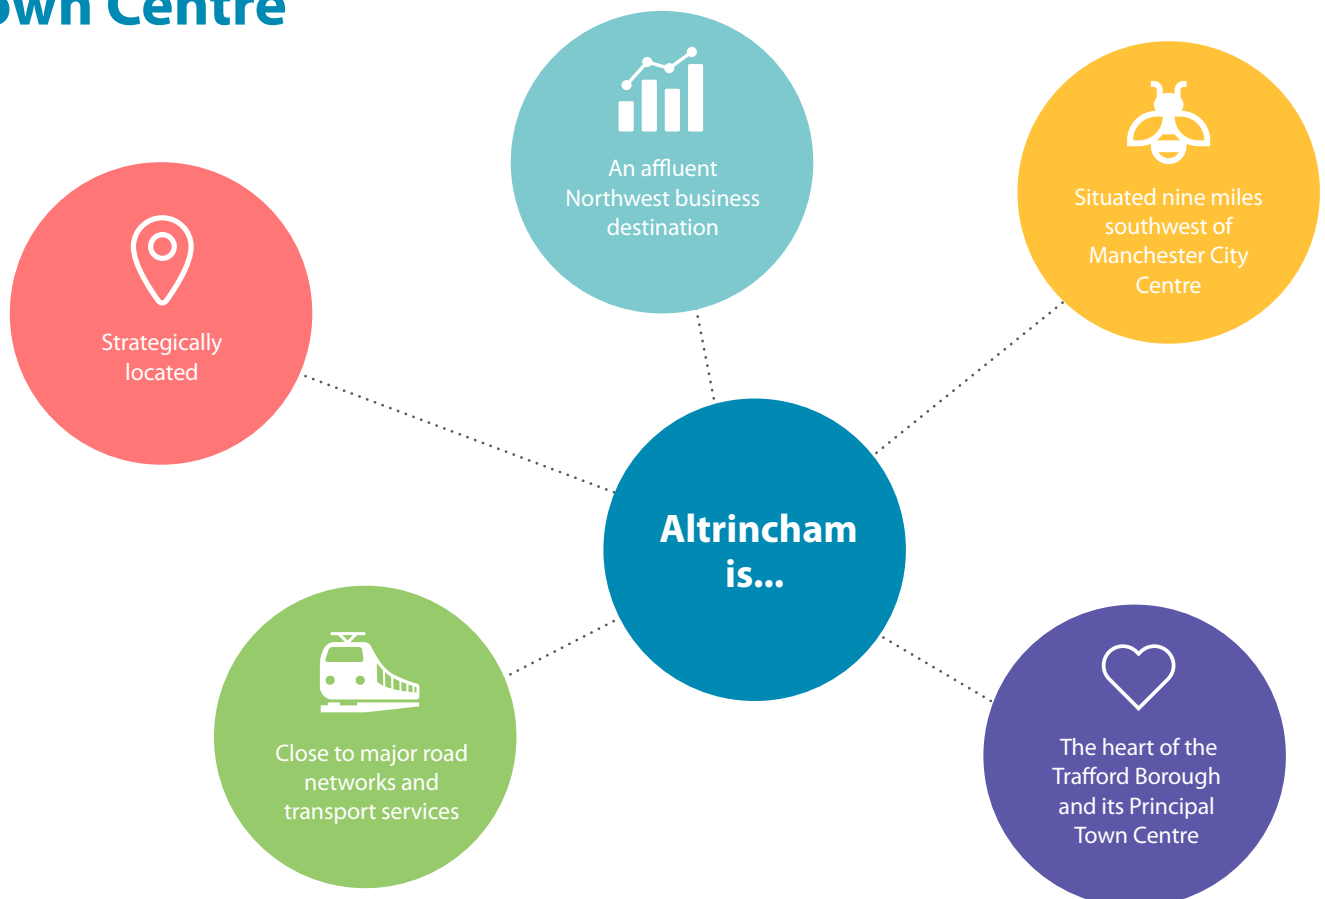 Town Centre
An affluent
Northwest business
destination
Situated nine miles
southwest of
Manchester City
Centre
Strategically
located
Altrincham
is...
Close to major road
networks and
transport services
The heart of the
Trafford Borough
and its Principal
Town Centre